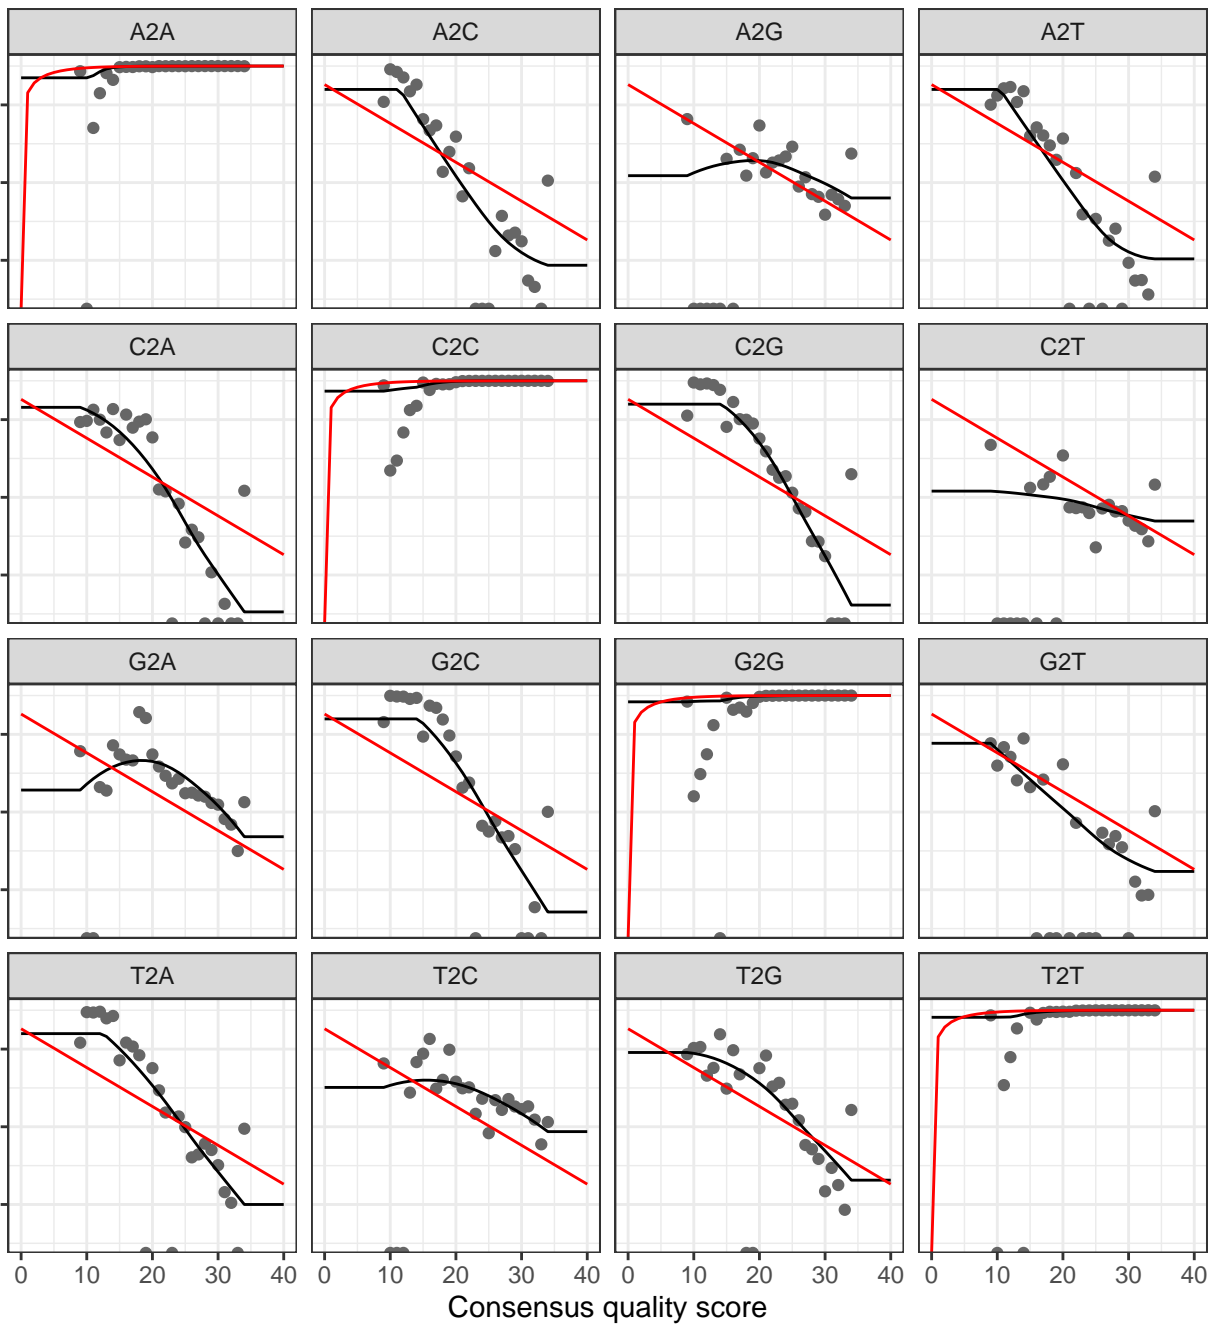 A2A A2C A2G A2T
C2A C2C C2G C2T
G2A G2C G2G G2T
T2A T2C T2G T2T
0 10 20 30 40 0 10 20 30 40 0 10 20 30 40 0 10 20 30 40
Consensus quality score